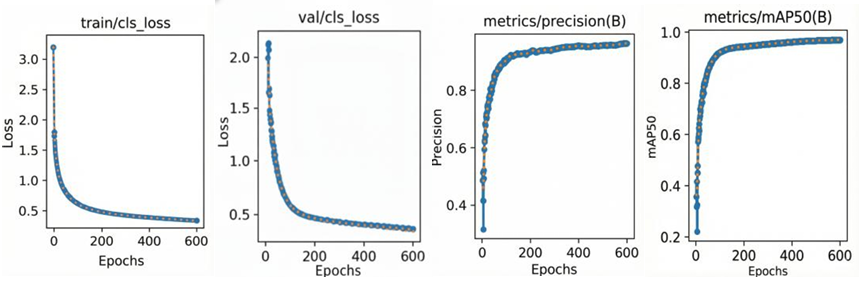 train/cls_loss
Loss
3.0
2.5
2.0
1.5
1.0
0.5
0 200 400 600
Epochs
val/cls_loss
Loss
2.0
1.5
1.0
0.5
0 200 400 600
Epochs
metrics/precision(B)
Precision
0.8
0.6
0.4
0 200 400 600
Epochs
metrics/mAP50(B)
mAP50
1.0
0.8
0.6
0.4
0.2
0 200 400 600
Epochs